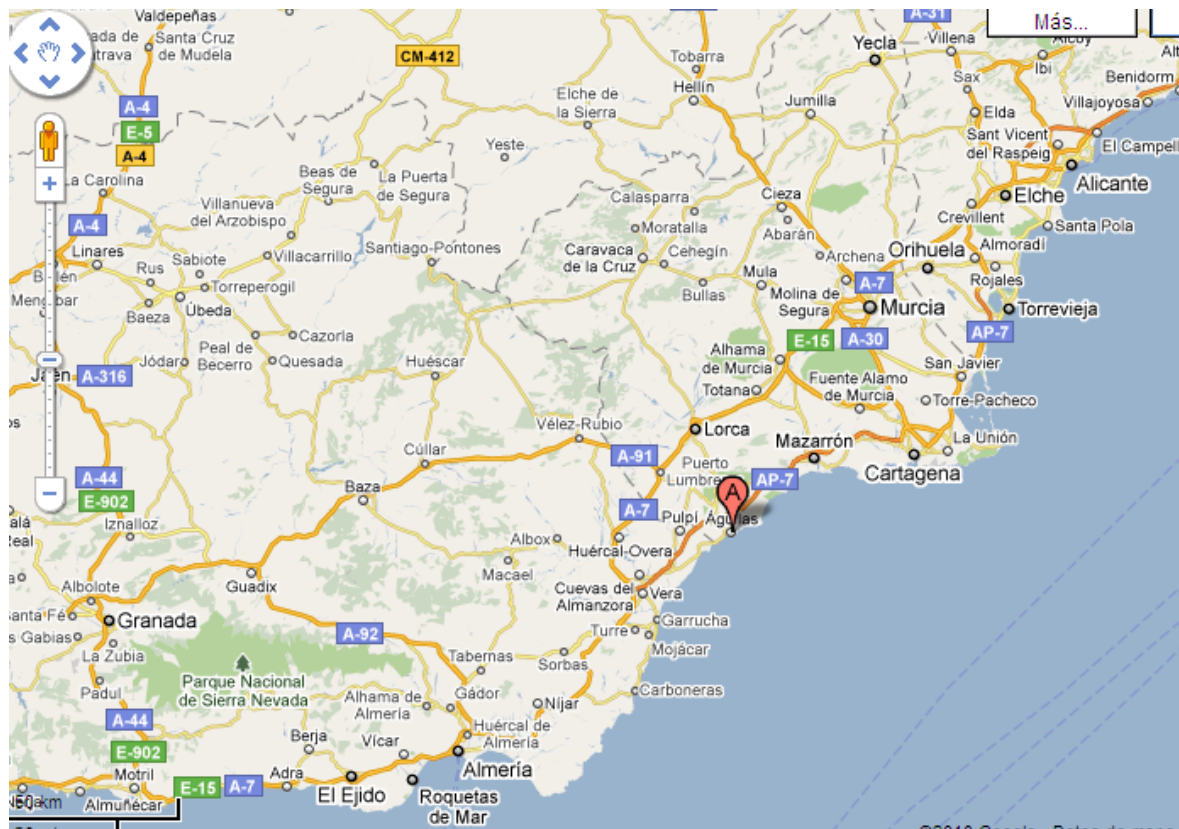 Valdepeñas
Santa Cruz
de Mudela
CM-412
A-31
Más...
Yecla
Villena
Alcoy
Ibi
Benidorm
Tobarra
Hellín
Sax
Villajoyosa
Elche de
la Sierra
Jumilla
Elda
A-4
E-5
A-4
Yeste
Sant Vicent
del Raspeig
El Campell
Alicante
La Carolina
Beas de
Segura
La Puerta
de Segura
Calasparra
Cieza
Elche
Villanueva
del Arzobispo
A-4
Moratalla
Abarán
Crevillent
Santa Pola
Linares
Sabiote
Villacarrillo
Santiago-Pontones
Caravaca
de la Cruz
Cehegín
Archena
Orihuela
Almoradí
Rus
Torreperogil
Mula
A-7
Rojales
Baeza
Úbeda
Bullas
Molina de
Segura
Murcia
Torrevieja
Cazorla
E-15
A-30
AP-7
Jódar
Peal de
Becerro
Quesada
Huéscar
Alhama
de Murcia
San Javier
Jaén
A-316
Totana
Fuente Alamo
de Murcia
Torre-Pacheco
Vélez-Rubio
Lorca
Mazarrón
La Unión
Cúllar
A-91
Puerto
Lumbre
AP-7
Cartagena
A-44
E-902
Baza
A
Iznalloz
A-7
Pulpí
Águilas
Albox
Huércal-Overa
Macael
Albolote
Guadix
Cuevas del
Almanzora
Vera
Granada
Garrucha
A-92
Turre
Mojácar
La Zubia
Tabernas
Sorbas
Parque Nacional
de Sierra Nevada
Padul
Gádor
Carboneras
Alhama de
Almería
Níjar
A-44
Huércal de
Almería
E-902
Berja
Vícar
Motril
Almería
E-15
A-7
Adra
El Ejido
Roquetas
de Mar
50 km
Almuñécar